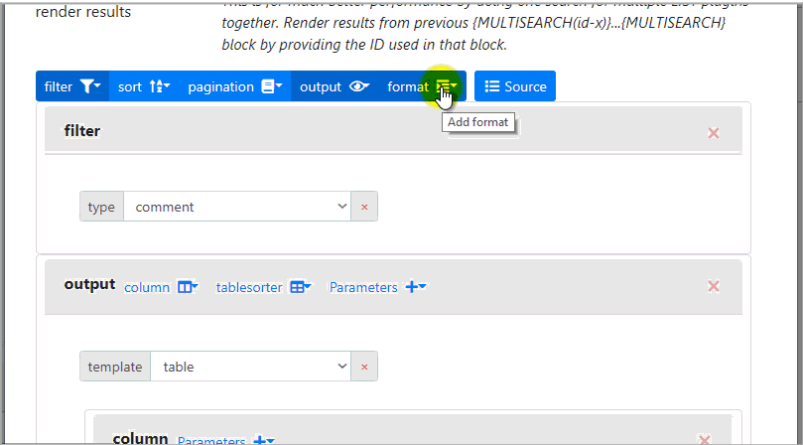 This is for much better performance by doing one search for multiple LIST plugins
render results
together. Render results from previous {MULTISEARCH(id-x)}...{MULTISEARCH}
block by providing the ID used in that block.
filter sort pagination output format Source
Add format
filter
type comment
output column tablesorter Parameters
template table
column Parameters